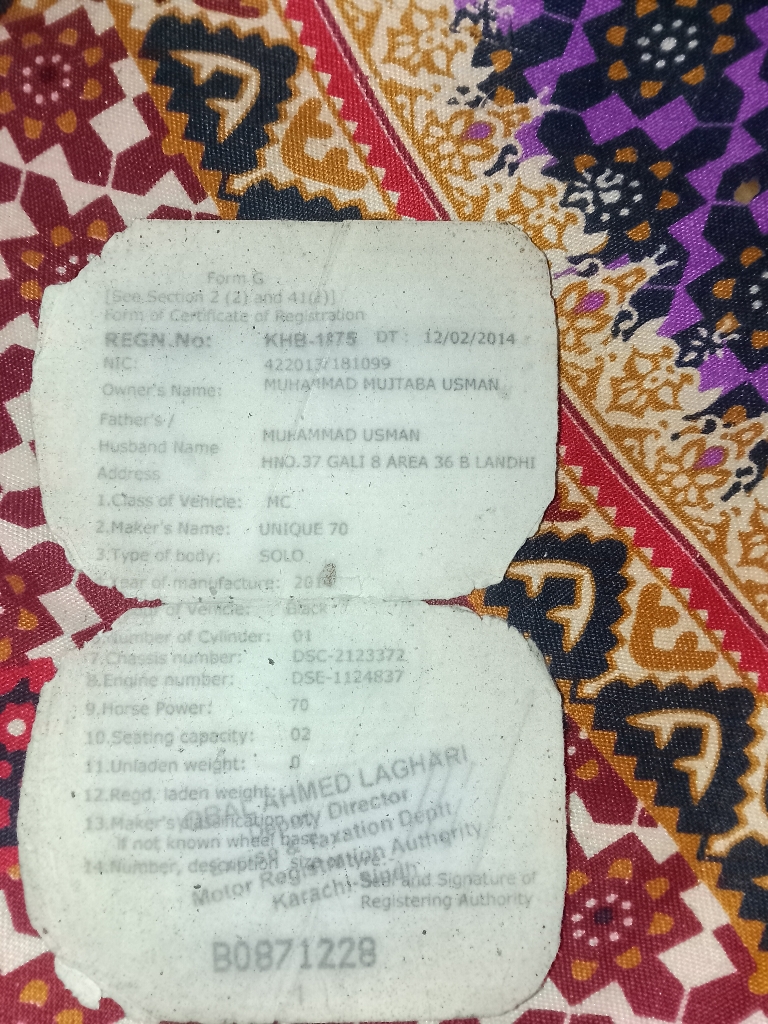 Form G
[See Section 2 (2) and 41(1)]
Form of Certificate of Registration
REGN.No: KHB-1875 DT : 12/02/2014
NIC: 422013/181099
Owner's Name: MUHAMMAD MUJTABA USMAN
Father's /
Husband Name MUHAMMAD USMAN
Address HNO.37 GALI 8 AREA 36 B LANDHI
1.Class of Vehicle: MC
2.Maker's Name: UNIQUE 70
3.Type of body: SOLO
Year of manufacture:
of Vehicle: Black
Number of Cylinder: 01
7.Chassis number: DSC-2123372
8.Engine number: DSE-1124837
9.Horse Power: 70
10.Seating capacity: 02
11.Unladen weight: 0
12.Regd. laden weight:
13.Maker's classification
if not known wheel base
14.Number, description size
AHMED LAGHARI
Deputy Director
Taxation Deptt
Motor Registration Authority
Karachi-Sindh
Seal and Signature of
Registering Authority
B0871228